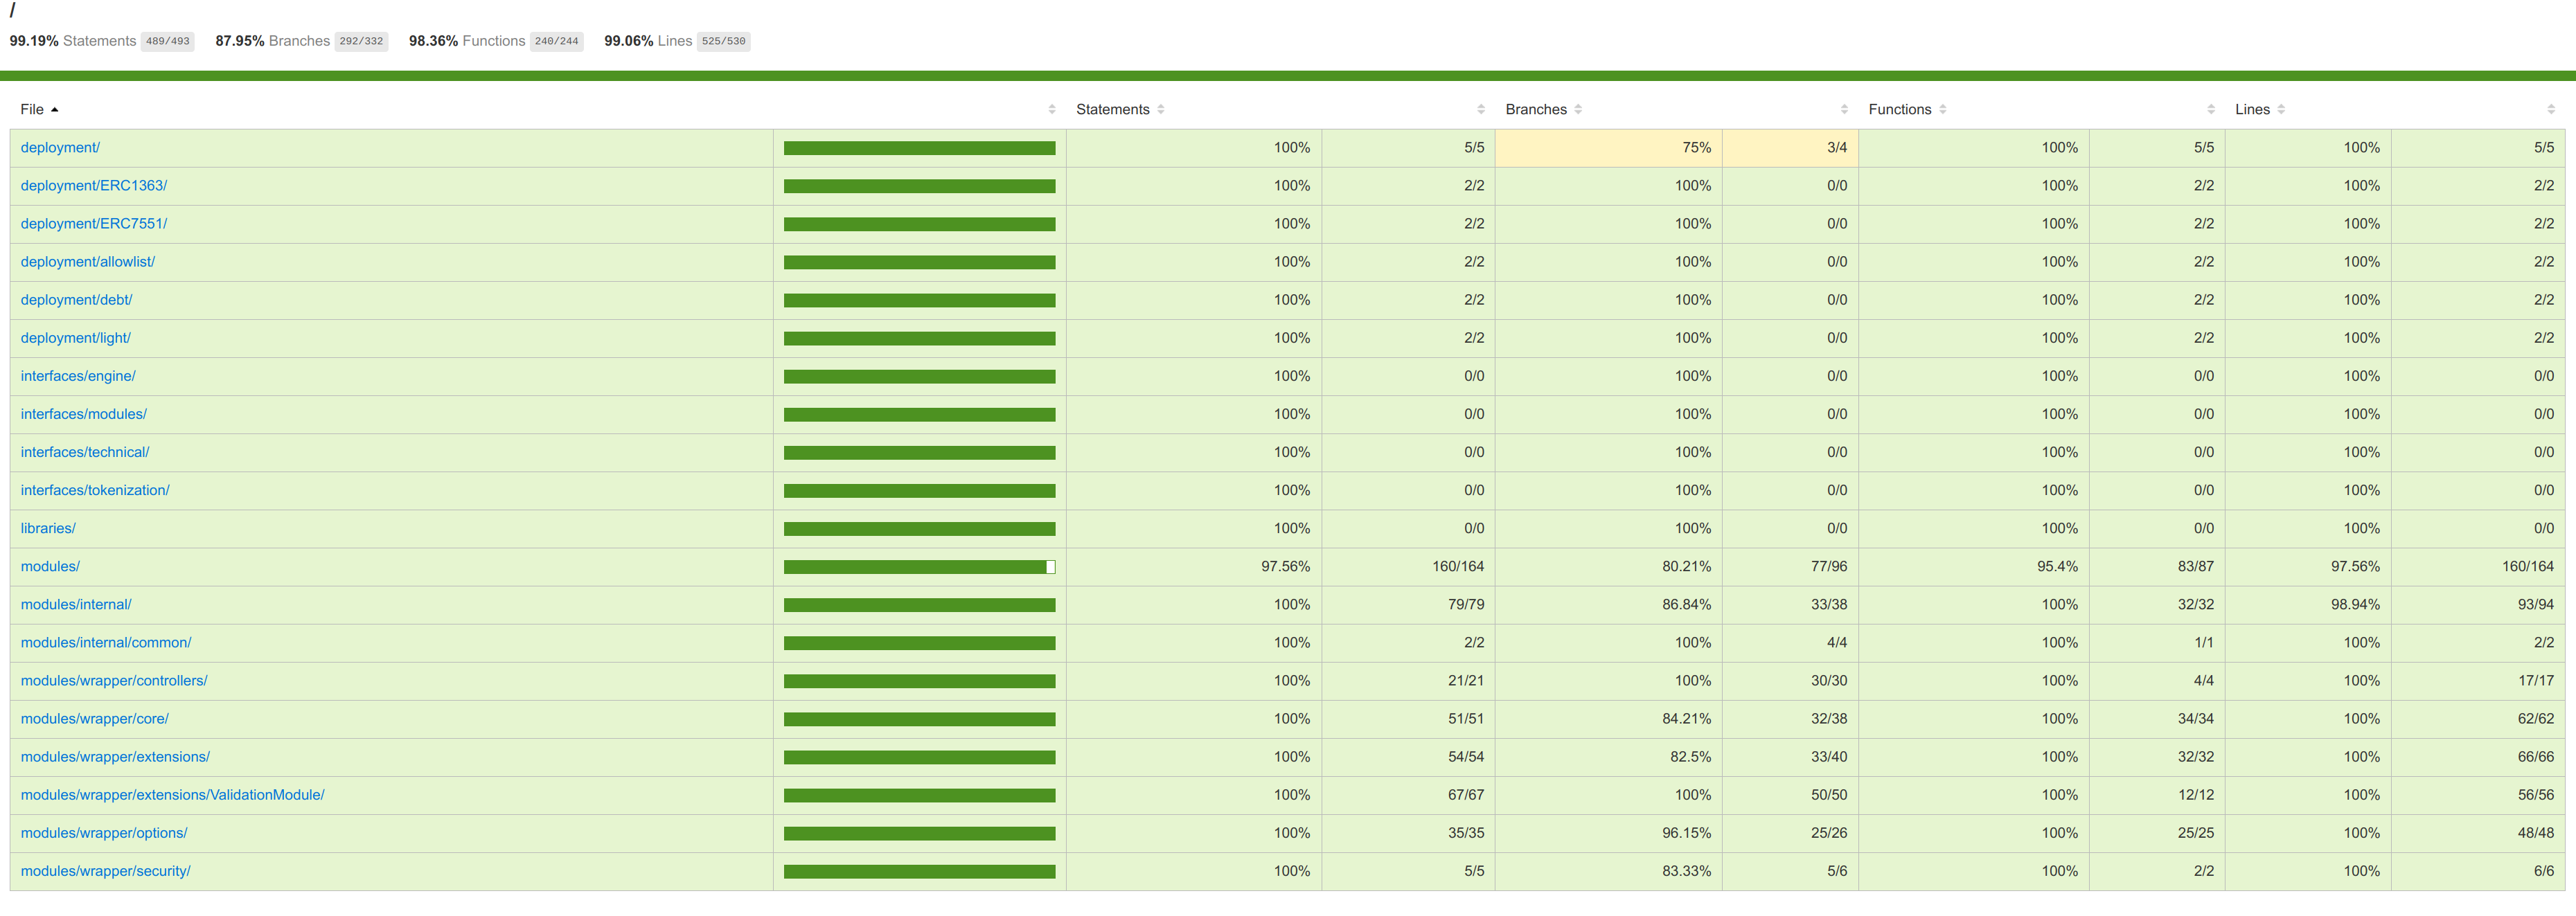 /
99.19% Statements 489/493 87.95% Branches 292/332 98.36% Functions 240/244 99.06% Lines 525/530
File Statements Branches Functions Lines
deployment/ 100% 5/5 75% 3/4 100% 5/5 100% 5/5
deployment/ERC1363/ 100% 2/2 100% 0/0 100% 2/2 100% 2/2
deployment/ERC7551/ 100% 2/2 100% 0/0 100% 2/2 100% 2/2
deployment/allowlist/ 100% 2/2 100% 0/0 100% 2/2 100% 2/2
deployment/debt/ 100% 2/2 100% 0/0 100% 2/2 100% 2/2
deployment/light/ 100% 2/2 100% 0/0 100% 2/2 100% 2/2
interfaces/engine/ 100% 0/0 100% 0/0 100% 0/0 100% 0/0
interfaces/modules/ 100% 0/0 100% 0/0 100% 0/0 100% 0/0
interfaces/technical/ 100% 0/0 100% 0/0 100% 0/0 100% 0/0
interfaces/tokenization/ 100% 0/0 100% 0/0 100% 0/0 100% 0/0
libraries/ 100% 0/0 100% 0/0 100% 0/0 100% 0/0
modules/ 97.56% 160/164 80.21% 77/96 95.4% 83/87 97.56% 160/164
modules/internal/ 100% 79/79 86.84% 33/38 100% 32/32 98.94% 93/94
modules/internal/common/ 100% 2/2 100% 4/4 100% 1/1 100% 2/2
modules/wrapper/controllers/ 100% 21/21 100% 30/30 100% 4/4 100% 17/17
modules/wrapper/core/ 100% 51/51 84.21% 32/38 100% 34/34 100% 62/62
modules/wrapper/extensions/ 100% 54/54 82.5% 33/40 100% 32/32 100% 66/66
modules/wrapper/extensions/ValidationModule/ 100% 67/67 100% 50/50 100% 12/12 100% 56/56
modules/wrapper/options/ 100% 35/35 96.15% 25/26 100% 25/25 100% 48/48
modules/wrapper/security/ 100% 5/5 83.33% 5/6 100% 2/2 100% 6/6